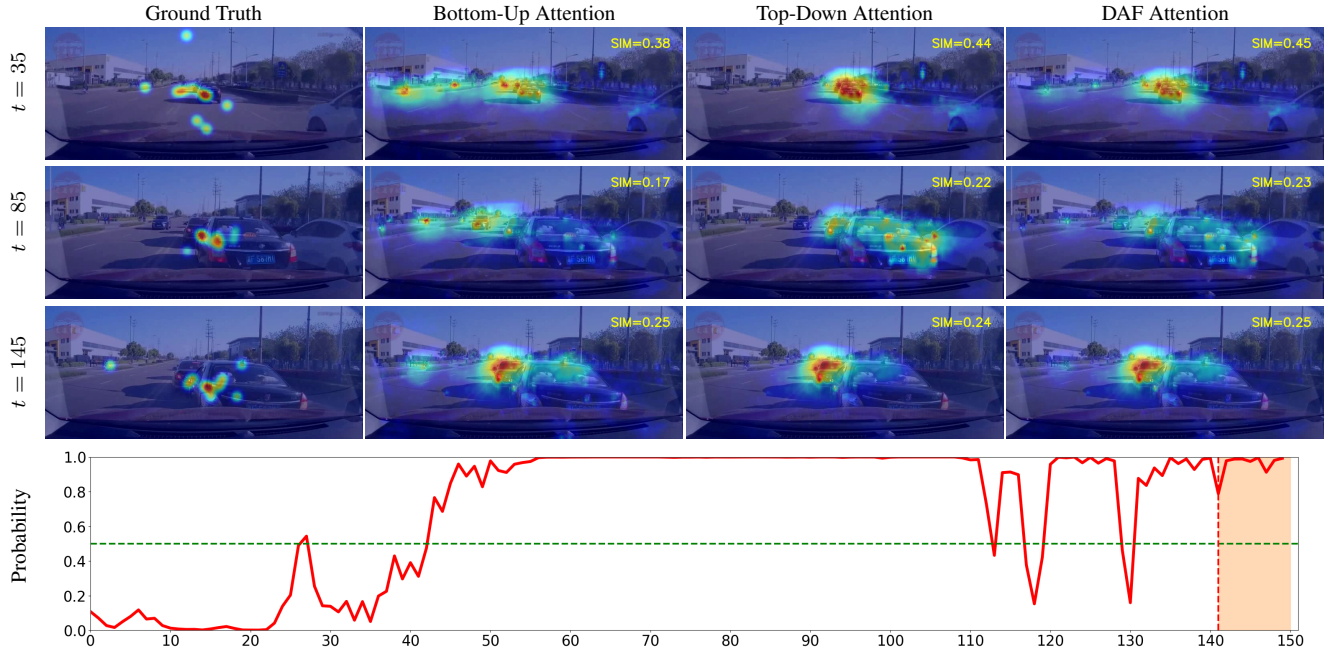 Ground Truth Bottom-Up Attention Top-Down Attention DAF Attention
t = 35
SIM=0.38 SIM=0.44 SIM=0.45
t = 85
SIM=0.17 SIM=0.22 SIM=0.23
t = 145
SIM=0.25 SIM=0.24 SIM=0.25
Probability
1.0
0.8
0.6
0.4
0.2
0.0
0 10 20 30 40 50 60 70 80 90 100 110 120 130 140 150